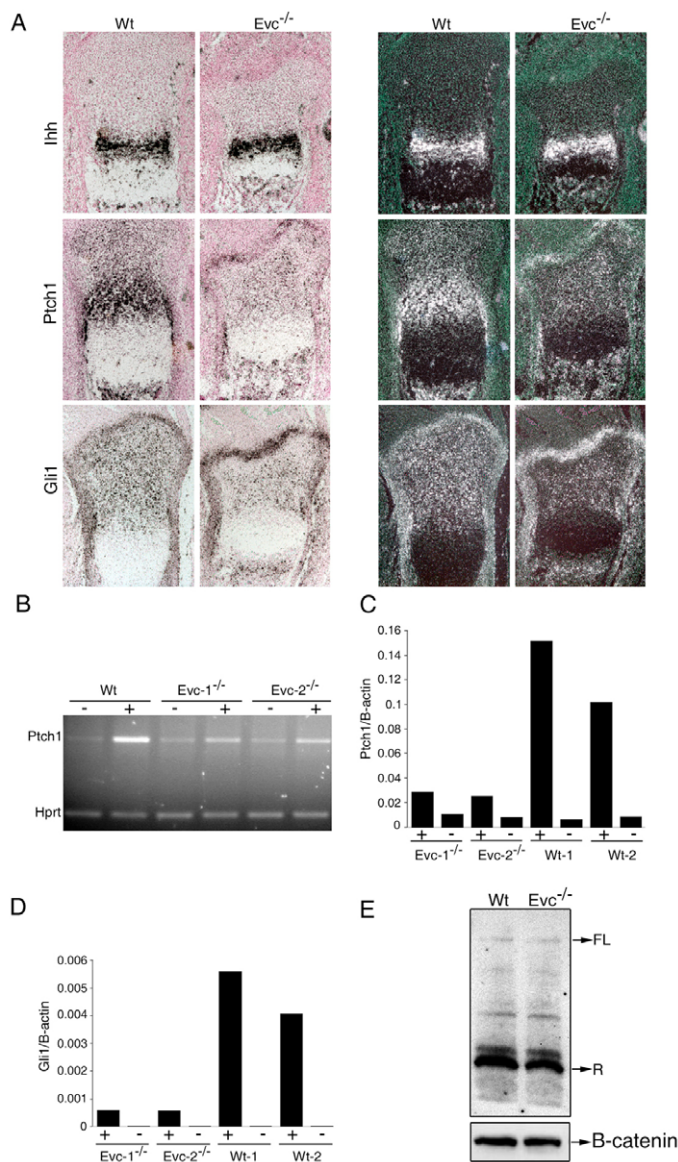 A
Wt Evc-/- Wt Evc-/-
Ihh
Ptch1
Gli1
B
Wt Evc-1-/- Evc-2-/-
- + - + - +
Ptch1
Hprt
C
Ptch1/B-actin
0.16
0.14
0.12
0.1
0.08
0.06
0.04
0.02
0.00
+ - + - + - + -
Evc-1-/- Evc-2-/- Wt-1 Wt-2
D
Gli1/B-actin
0.006
0.005
0.004
0.003
0.002
0.001
0
+ - + - + - + -
Evc-1-/- Evc-2-/- Wt-1 Wt-2
E
Wt Evc-/-
FL
R
B-catenin